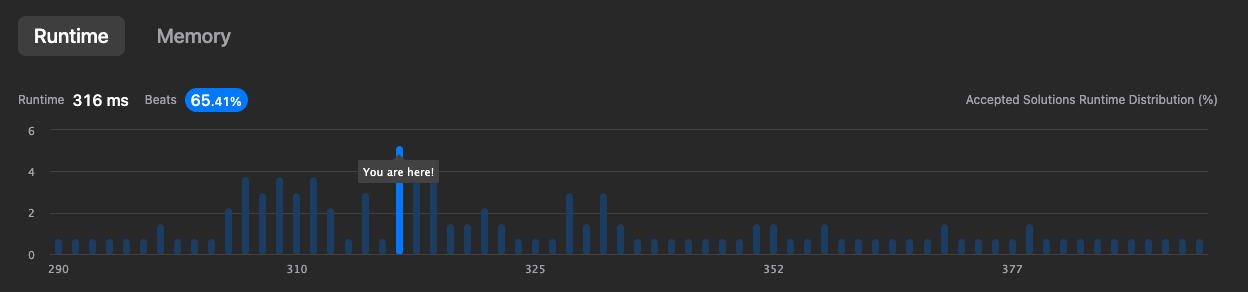 Runtime Memory
Runtime 316 ms Beats 65.41% Accepted Solutions Runtime Distribution (%)
6
4
You are here!
2
0
290 310 325 352 377